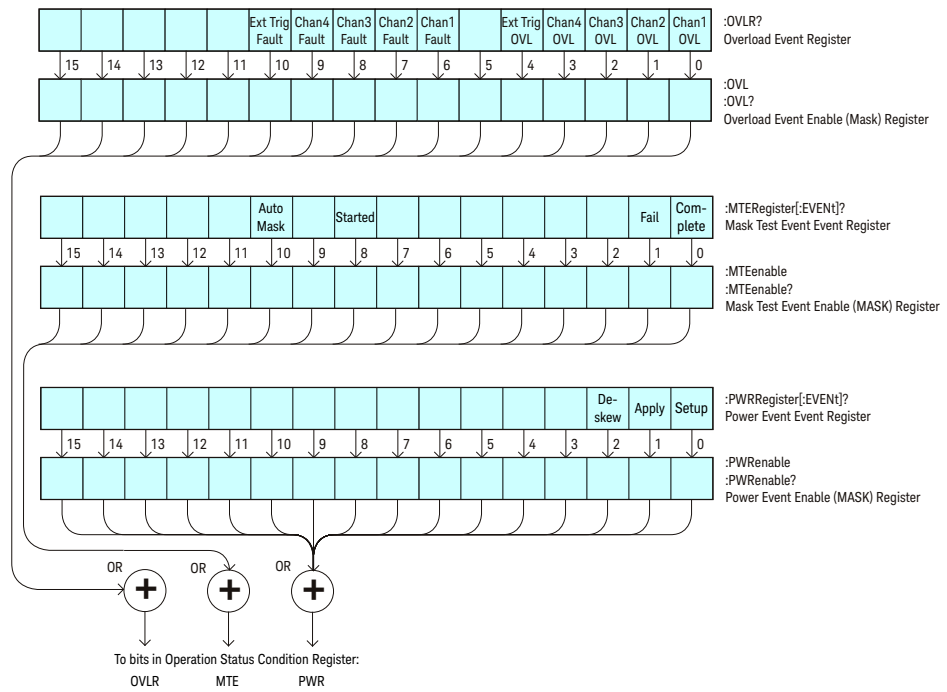 Ext Trig Fault
Chan4 Fault
Chan3 Fault
Chan2 Fault
Chan1 Fault
Ext Trig OVL
Chan4 OVL
Chan3 OVL
Chan2 OVL
Chan1 OVL
:OVLR?
Overload Event Register
15 14 13 12 11 10 9 8 7 6 5 4 3 2 1 0
:OVL
:OVL?
Overload Event Enable (Mask) Register
Auto Mask
Started
Fail
Com-
plete
:MTERegister[:EVENt]?
Mask Test Event Event Register
15 14 13 12 11 10 9 8 7 6 5 4 3 2 1 0
:MTEenable
:MTEenable?
Mask Test Event Enable (MASK) Register
De-
skew
Apply
Setup
:PWRRegister[:EVENt]?
Power Event Event Register
15 14 13 12 11 10 9 8 7 6 5 4 3 2 1 0
:PWRenable
:PWRenable?
Power Event Enable (MASK) Register
OR OR OR
+ + +
To bits in Operation Status Condition Register:
OVLR MTE PWR